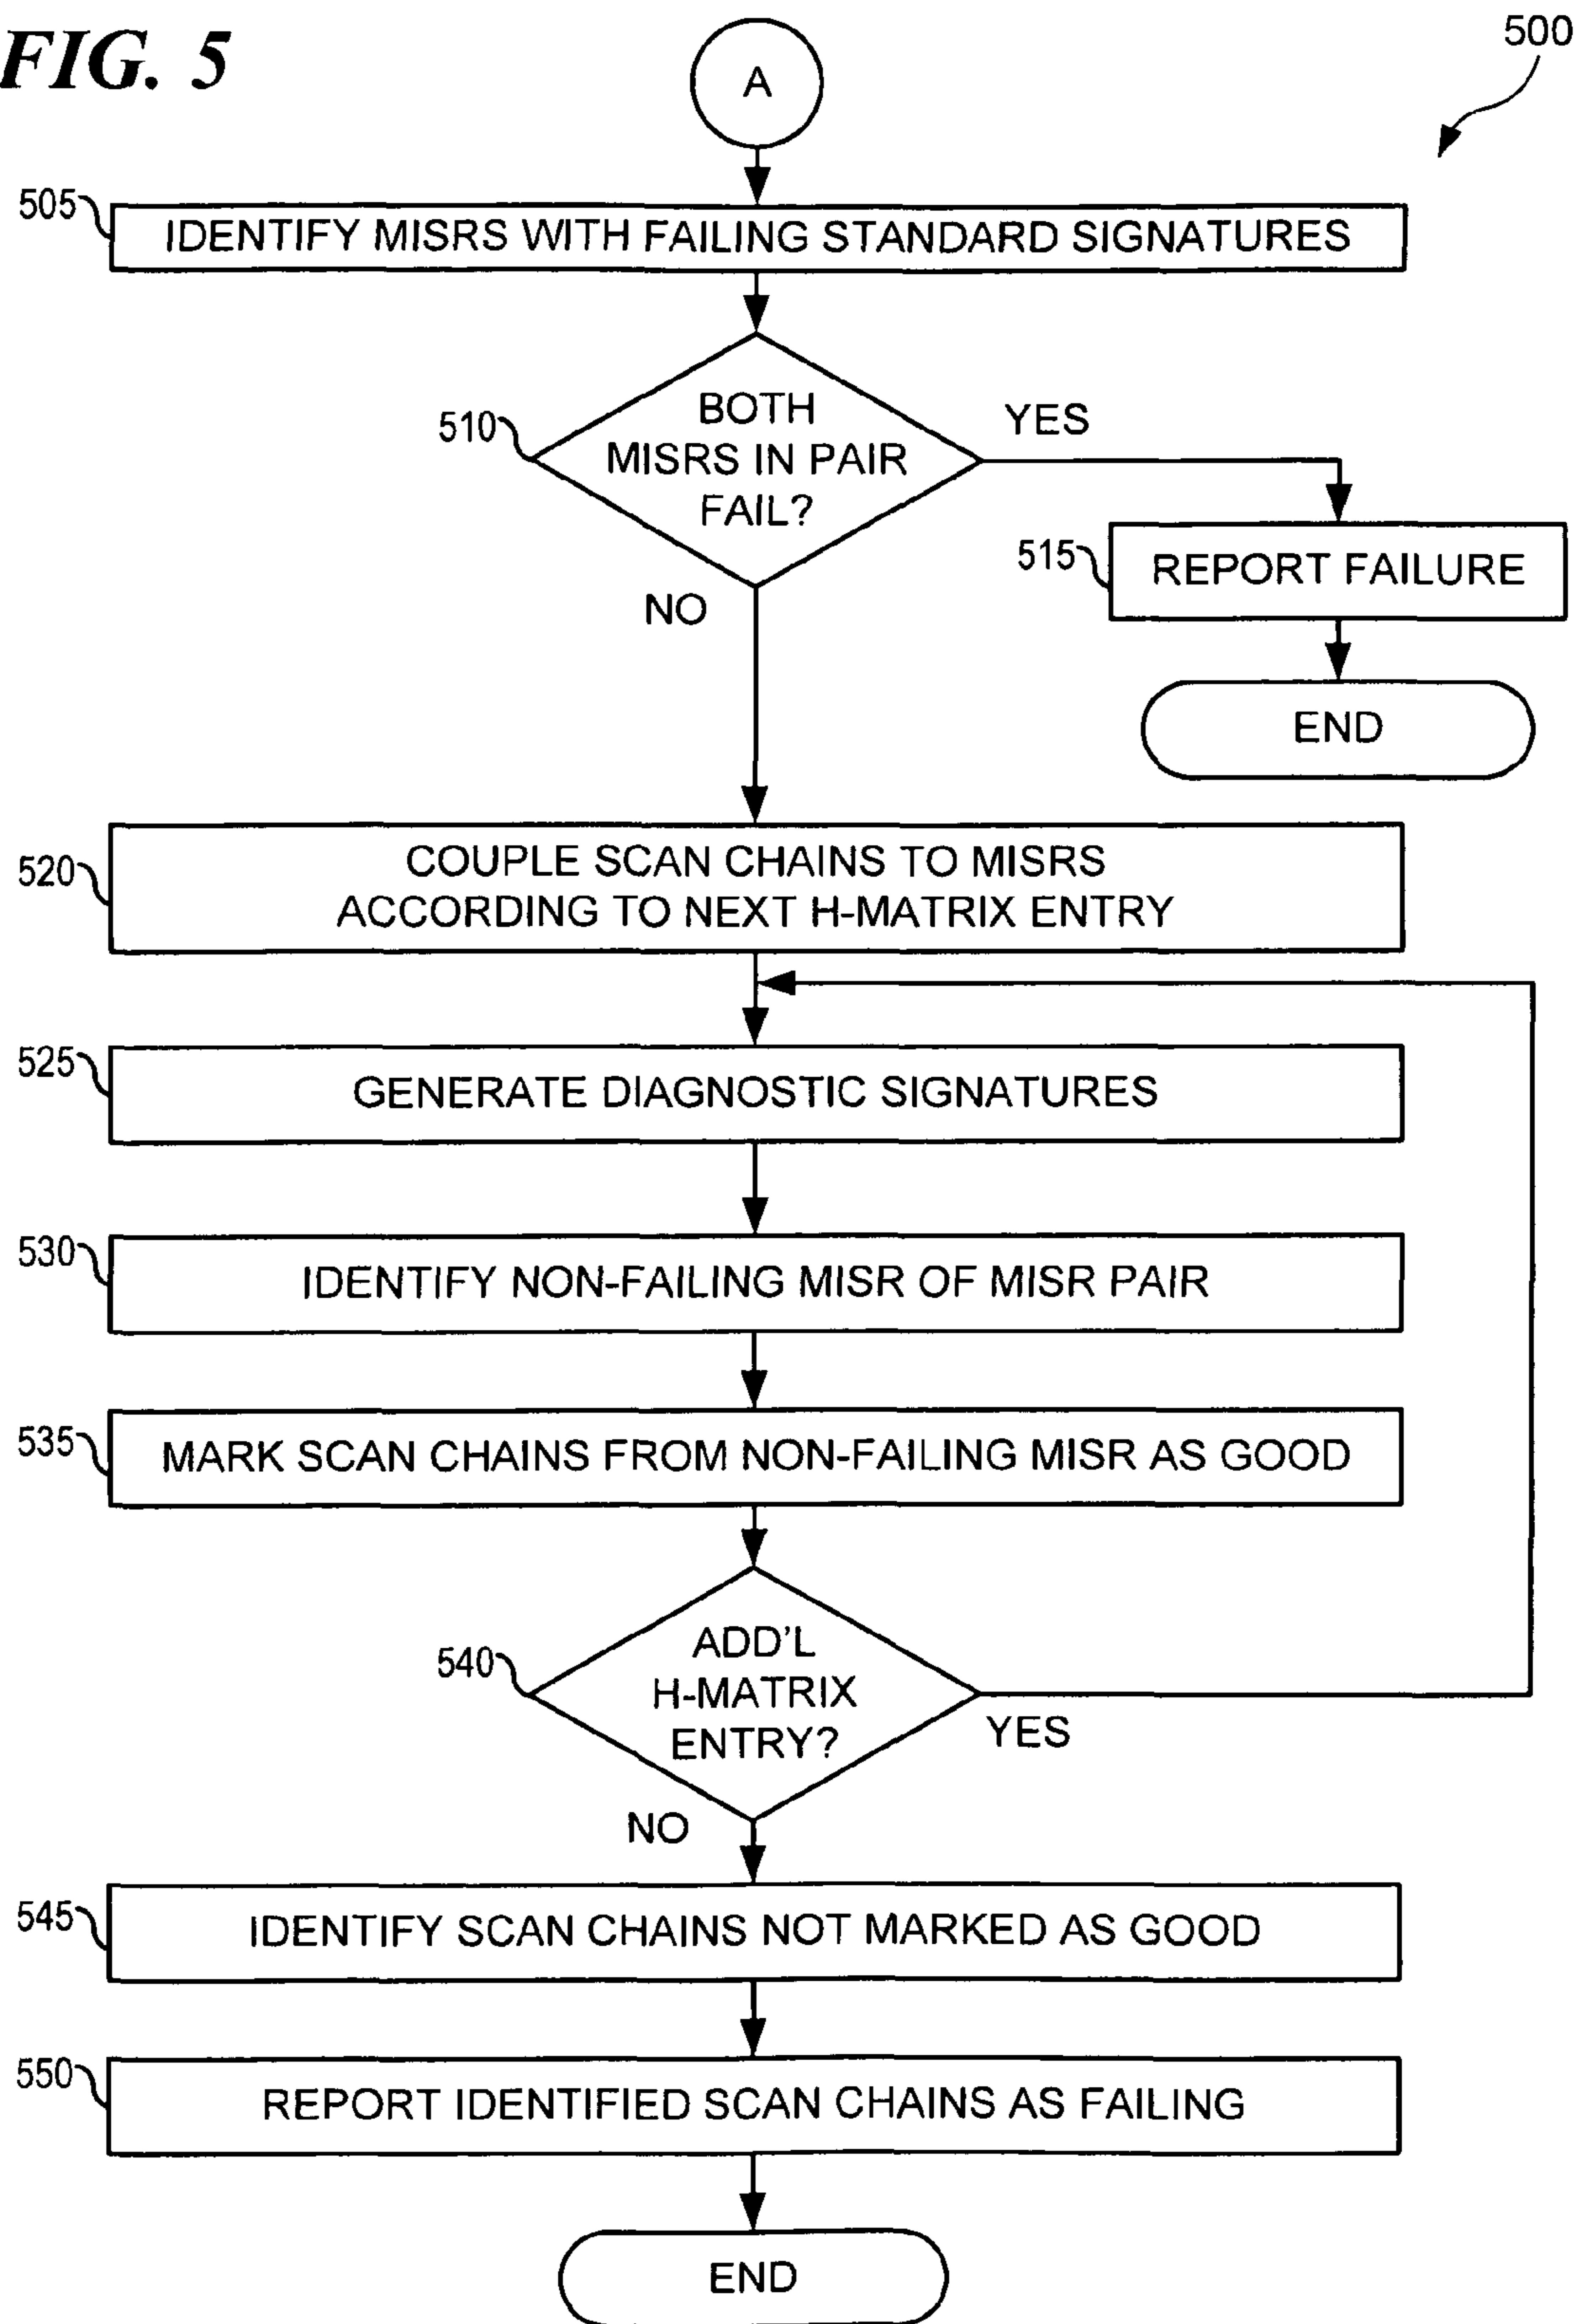 FIG. 5
500
A
505
IDENTIFY MISRS WITH FAILING STANDARD SIGNATURES
510
BOTH
MISRS IN PAIR
FAIL?
YES
NO
515
REPORT FAILURE
END
520
COUPLE SCAN CHAINS TO MISRS
ACCORDING TO NEXT H-MATRIX ENTRY
525
GENERATE DIAGNOSTIC SIGNATURES
530
IDENTIFY NON-FAILING MISR OF MISR PAIR
535
MARK SCAN CHAINS FROM NON-FAILING MISR AS GOOD
540
ADD'L
H-MATRIX
ENTRY?
YES
NO
545
IDENTIFY SCAN CHAINS NOT MARKED AS GOOD
550
REPORT IDENTIFIED SCAN CHAINS AS FAILING
END